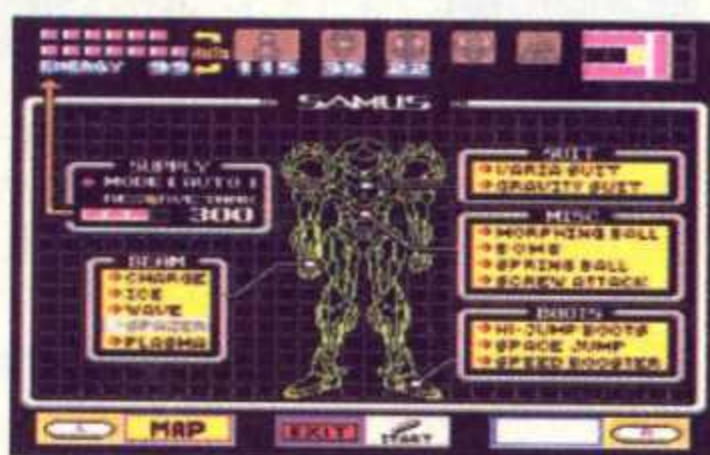 AUTO
ENERGY 99 115 35 22
SAMUS
SUPPLY
MODE [AUTO]
RESERVE TANK
300
BEAM
CHARGE
ICE
WAVE
SPAZER
PLASMA
SUIT
VARIA SUIT
GRAVITY SUIT
MISC
MORPHING BALL
BOMB
SPRING BALL
SCREW ATTACK
BOOTS
HI-JUMP BOOTS
SPACE JUMP
SPEED BOOSTER
L MAP EXIT START R